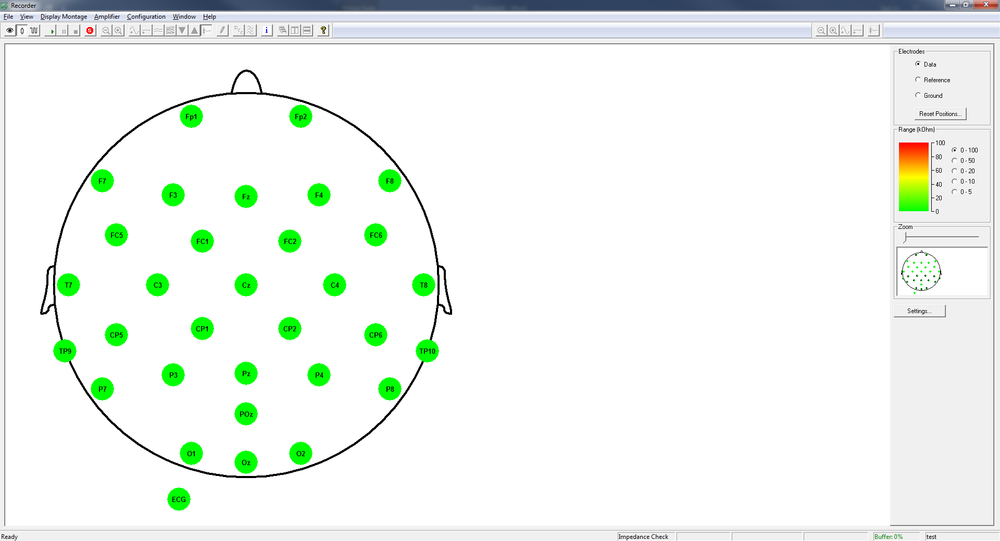 Recorder
File View Display Montage Amplifier Configuration Window Help
Electrodes
Data
Reference
Ground
Reset Positions...
Range (kOhm)
100
80
60
40
20
0
0 - 100
0 - 50
0 - 20
0 - 10
0 - 5
Zoom
Settings...
Fp1 Fp2
F7 F8
F3 Fz F4
FC5 FC6
FC1 FC2
T7 C3 Cz C4 T8
CP1 CP2
CP5 CP6
TP9 TP10
P3 Pz P4
P7 P8
POz
O1 O2
Oz
ECG
Ready Impedance Check Buffer: 0% test